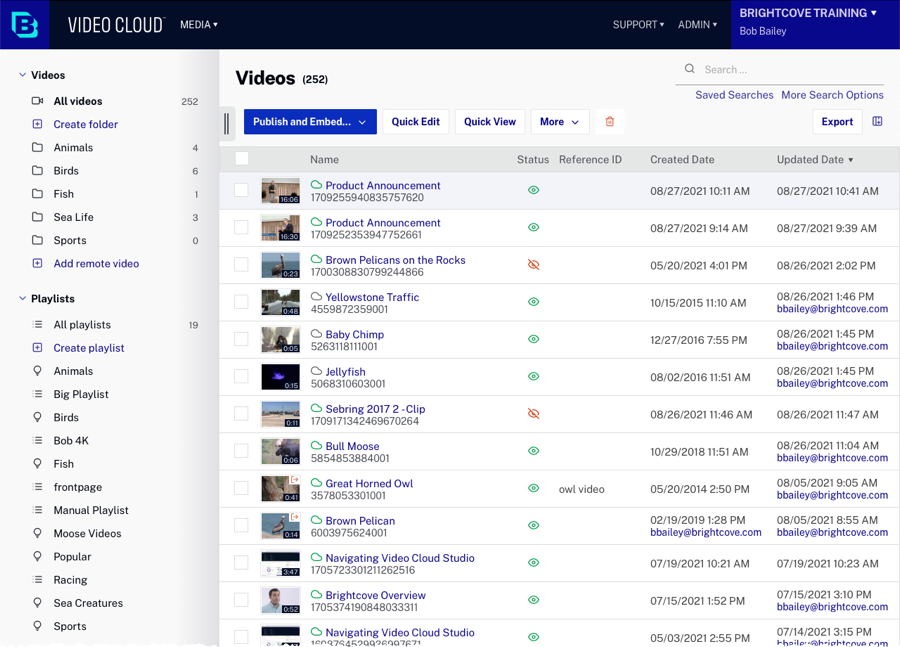 VIDEO CLOUD
MEDIA
SUPPORT
ADMIN
BRIGHTCOVE TRAINING
Bob Bailey
Videos
All videos 252
Create folder
Animals 4
Birds 6
Fish 1
Sea Life 3
Sports 0
Add remote video
Playlists
All playlists 19
Create playlist
Animals
Big Playlist
Birds
Bob 4K
Fish
frontpage
Manual Playlist
Moose Videos
Popular
Racing
Sea Creatures
Sports
Videos (252)
Search ...
Saved Searches More Search Options
Publish and Embed... Quick Edit Quick View More Export
Name Status Reference ID Created Date Updated Date
16:06 Product Announcement 08/27/2021 10:11 AM 08/27/2021 10:41 AM
1709255940835757620
16:30 Product Announcement 08/27/2021 9:14 AM 08/27/2021 9:39 AM
1709252353947752661
0:23 Brown Pelicans on the Rocks 05/20/2021 4:01 PM 08/26/2021 2:02 PM
1700308830799244866
0:48 Yellowstone Traffic 10/15/2015 11:10 AM 08/26/2021 1:46 PM
4559872359001 bbailey@brightcove.com
0:05 Baby Chimp 12/27/2016 7:55 PM 08/26/2021 1:45 PM
5263118111001 bbailey@brightcove.com
0:15 Jellyfish 08/02/2016 11:51 AM 08/26/2021 1:45 PM
5068310603001 bbailey@brightcove.com
0:11 Sebring 2017 2 - Clip 08/26/2021 11:46 AM 08/26/2021 11:47 AM
1709171342469670264
0:06 Bull Moose 10/29/2018 11:51 AM 08/26/2021 11:04 AM
5854853884001 bbailey@brightcove.com
0:41 Great Horned Owl owl video 05/20/2014 2:50 PM 08/05/2021 9:05 AM
3578053301001 bbailey@brightcove.com
0:14 Brown Pelican 02/19/2019 1:28 PM 08/05/2021 8:55 AM
6003975624001 bbailey@brightcove.com bbailey@brightcove.com
3:47 Navigating Video Cloud Studio 07/19/2021 10:21 AM 07/19/2021 10:23 AM
1705723301211262516
0:52 Brightcove Overview 07/15/2021 1:52 PM 07/15/2021 3:10 PM
1705374190848033311 bbailey@brightcove.com
Navigating Video Cloud Studio 05/03/2021 2:55 PM 07/14/2021 3:15 PM